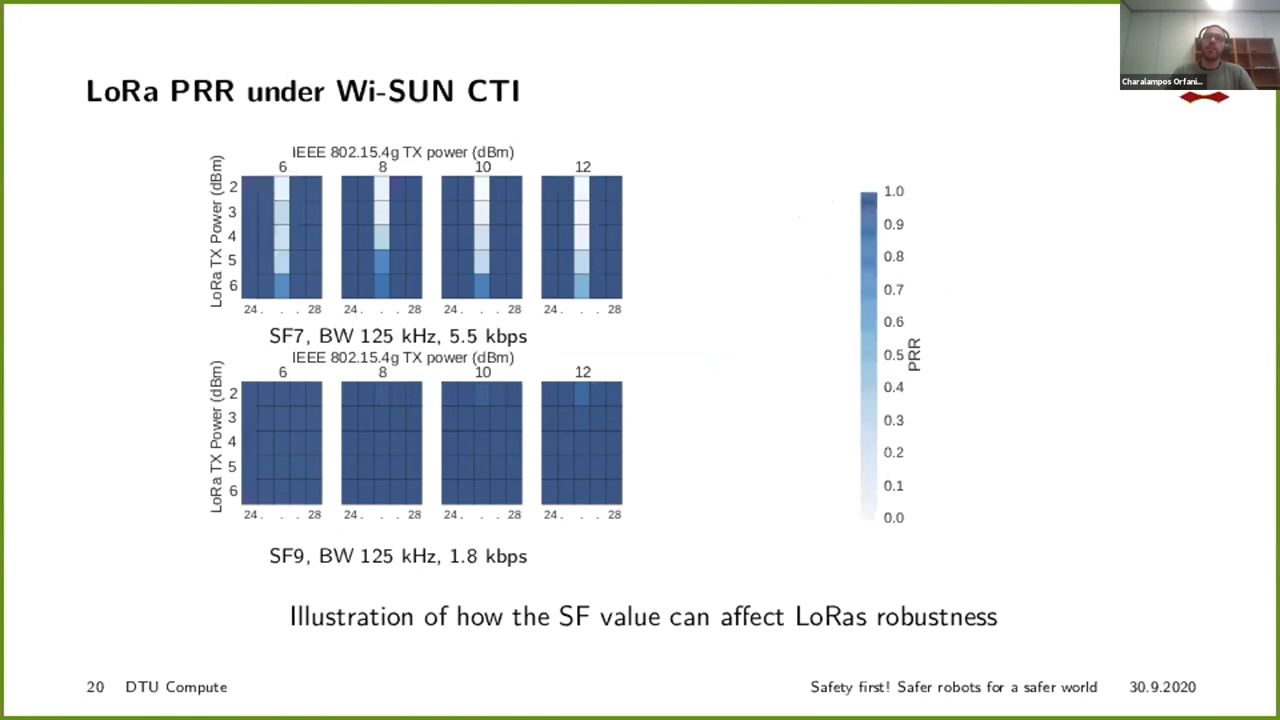 Charalampos Orfani...
LoRa PRR under Wi-SUN CTI
IEEE 802.15.4g TX power (dBm)
6 8 10 12
LoRa TX Power (dBm)
2
3
4
5
6
24 . . . 28 24 . . . 28 24 . . . 28 24 . . . 28
SF7, BW 125 kHz, 5.5 kbps
IEEE 802.15.4g TX power (dBm)
6 8 10 12
LoRa TX Power (dBm)
2
3
4
5
6
24 . . . 28 24 . . . 28 24 . . . 28 24 . . . 28
SF9, BW 125 kHz, 1.8 kbps
1.0
0.9
0.8
0.7
0.6
0.5
0.4
0.3
0.2
0.1
0.0
PRR
Illustration of how the SF value can affect LoRas robustness
20 DTU Compute Safety first! Safer robots for a safer world 30.9.2020